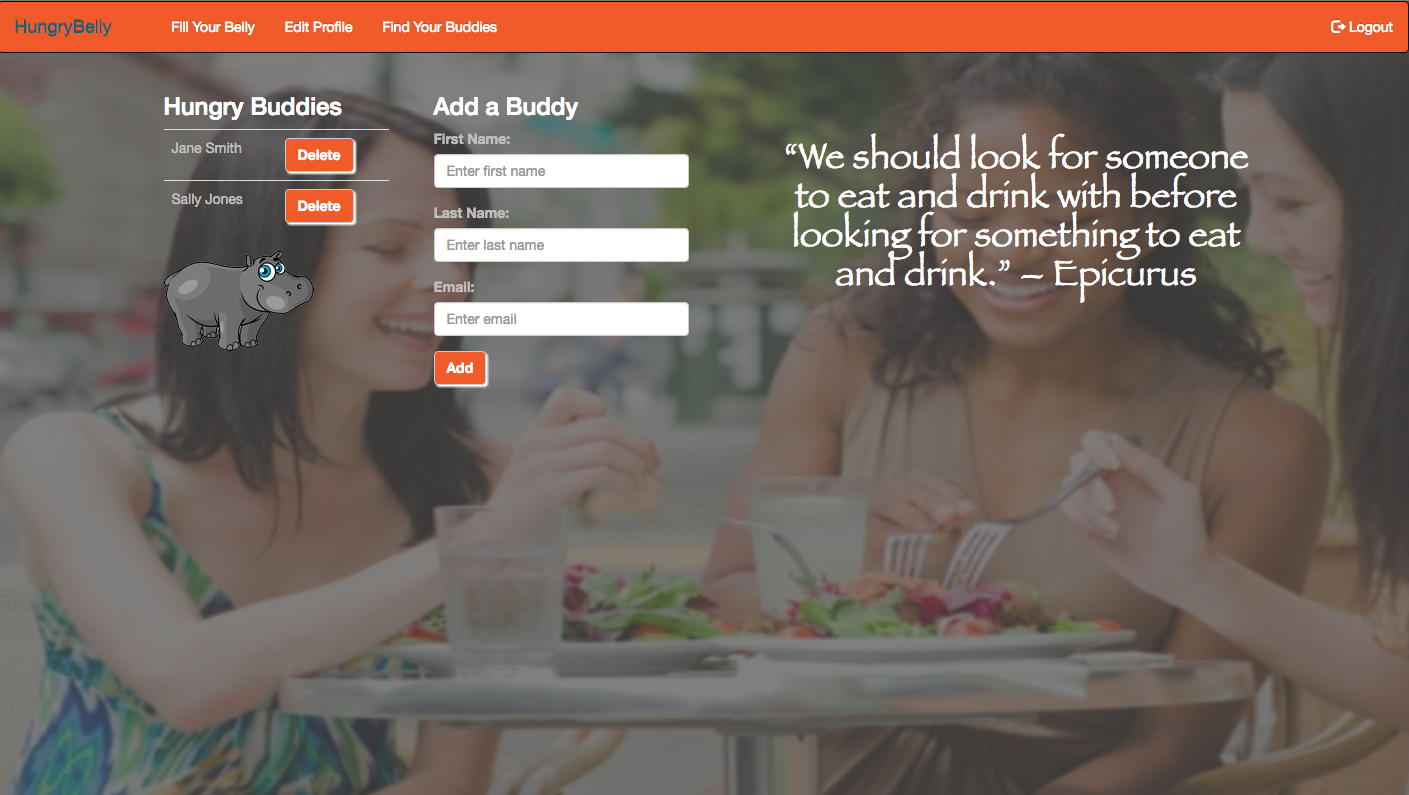 HungryBelly Fill Your Belly Edit Profile Find Your Buddies Logout
Hungry Buddies
Jane Smith Delete
Sally Jones Delete
Add a Buddy
First Name:
Enter first name
Last Name:
Enter last name
Email:
Enter email
Add
“We should look for someone
to eat and drink with before
looking for something to eat
and drink.” – Epicurus